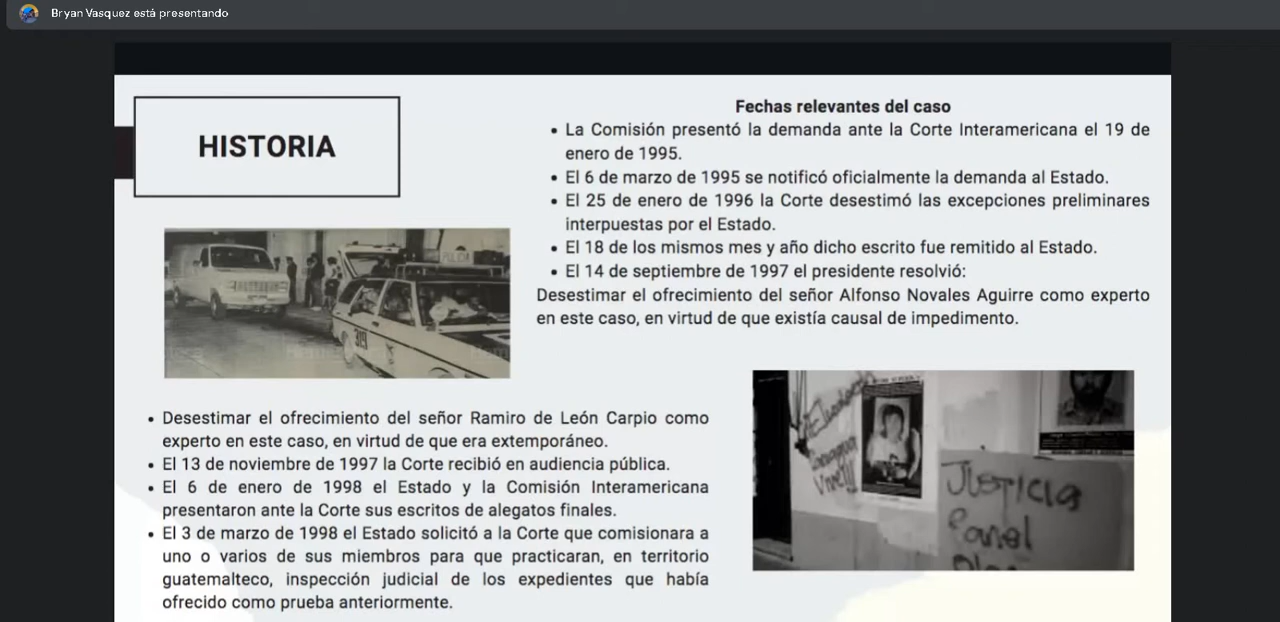 Bryan Vasquez está presentando
HISTORIA
Fechas relevantes del caso
• La Comisión presentó la demanda ante la Corte Interamericana el 19 de
enero de 1995.
• El 6 de marzo de 1995 se notificó oficialmente la demanda al Estado.
• El 25 de enero de 1996 la Corte desestimó las excepciones preliminares
interpuestas por el Estado.
• El 18 de los mismos mes y año dicho escrito fue remitido al Estado.
• El 14 de septiembre de 1997 el presidente resolvió:
Desestimar el ofrecimiento del señor Alfonso Novales Aguirre como experto
en este caso, en virtud de que existía causal de impedimento.
319
• Desestimar el ofrecimiento del señor Ramiro de León Carpio como
experto en este caso, en virtud de que era extemporáneo.
• El 13 de noviembre de 1997 la Corte recibió en audiencia pública.
• El 6 de enero de 1998 el Estado y la Comisión Interamericana
presentaron ante la Corte sus escritos de alegatos finales.
• El 3 de marzo de 1998 el Estado solicitó a la Corte que comisionara a
uno o varios de sus miembros para que practicaran, en territorio
guatemalteco, inspección judicial de los expedientes que había
ofrecido como prueba anteriormente.
Justicia